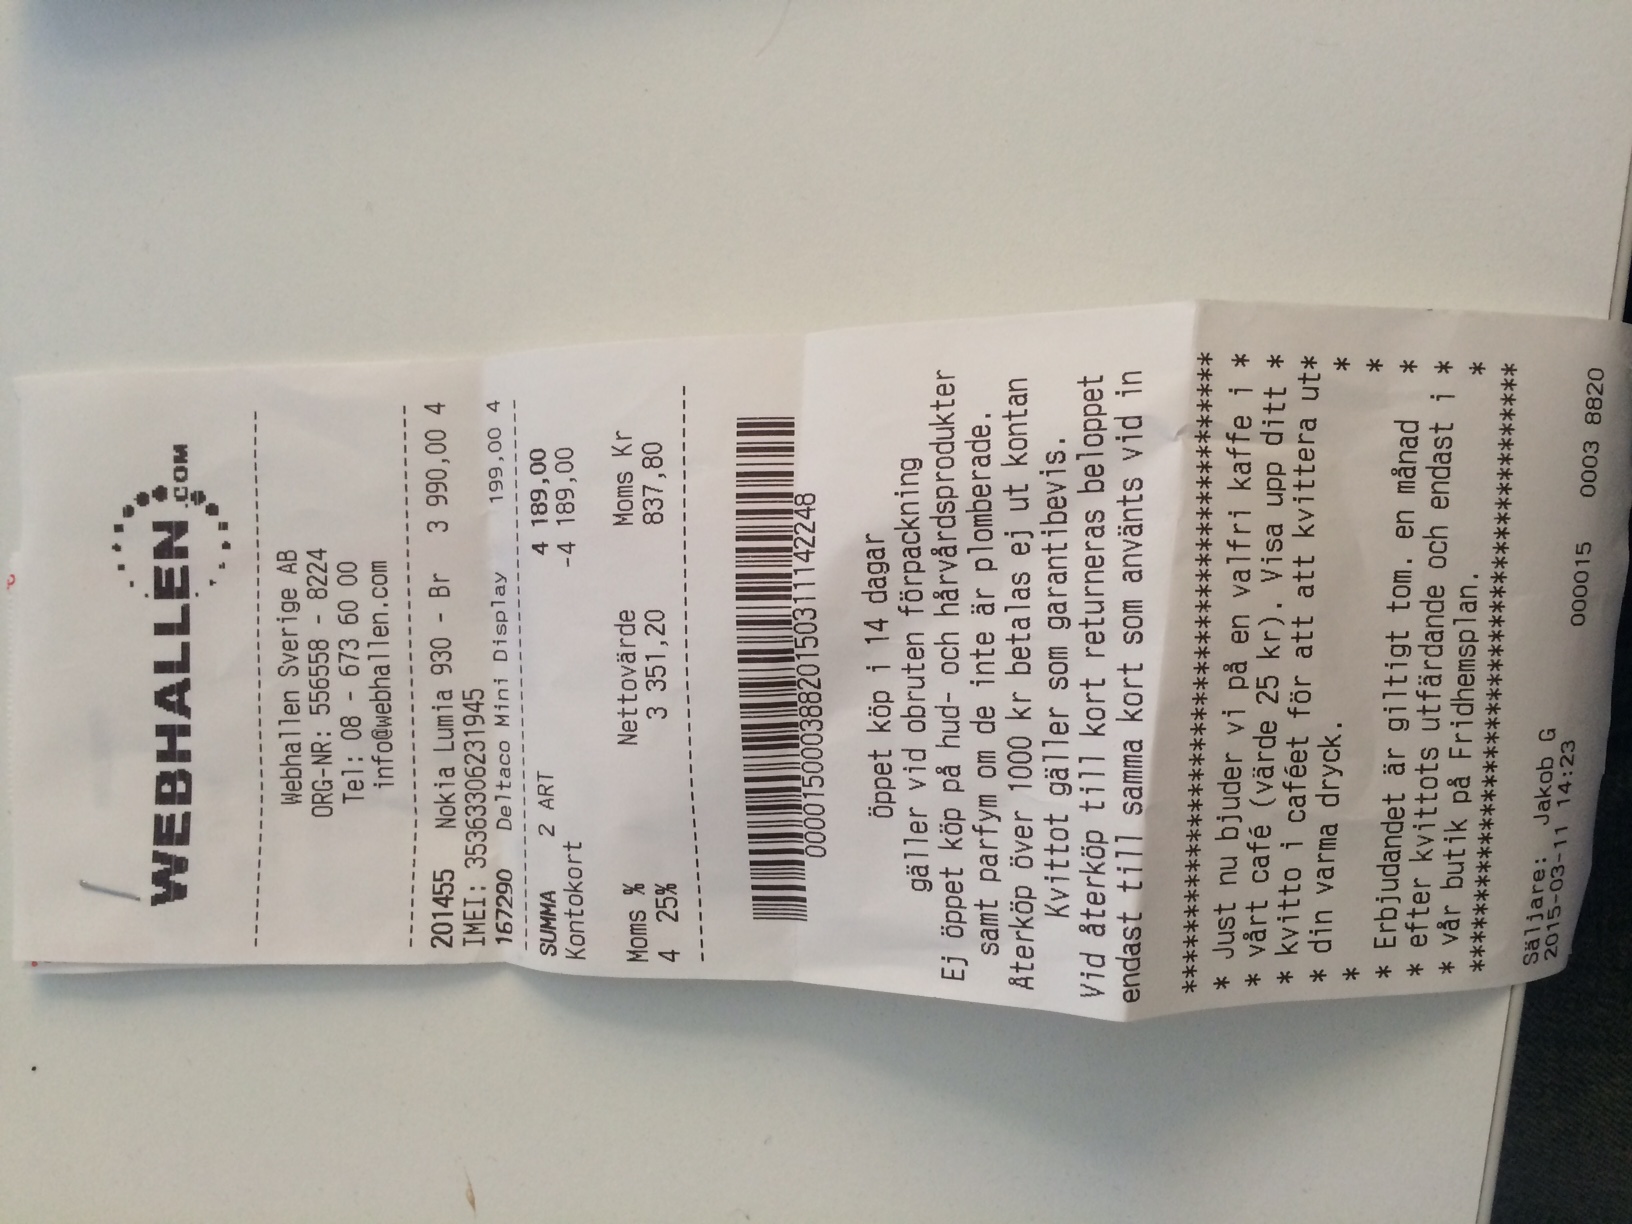 WEBHALLEN.COM
Webhallen Sverige AB
ORG-NR: 556558 - 8224
Tel: 08 - 673 60 00
info@webhallen.com
201455 Nokia Lumia 930 - Br 3 990,00 4
IMEI: 35363306231945
167290 Deltaco Mini Display 199,00 4
SUMMA 2 ART 4 189,00
Kontokort -4 189,00
Moms % Nettovärde Moms Kr
4 25% 3 351,20 837,80
0000150003882015031114​2248
Öppet köp i 14 dagar
gäller vid obruten förpackning
Ej öppet köp på hud- och hårvårdsprodukter
samt parfym om de inte är plomberade.
Återköp över 1000 kr betalas ej ut kontan
Kvittot gäller som garantibevis.
Vid återköp till kort returneras beloppet
endast till samma kort som använts vid in
*******************************************
* Just nu bjuder vi på en valfri kaffe i *
* vårt café (värde 25 kr). Visa upp ditt *
* kvitto i caféet för att att kvittera ut*
* din varma dryck. *
* *
* Erbjudandet är giltigt tom. en månad *
* efter kvittots utfärdande och endast i *
* vår butik på Fridhemsplan. *
*******************************************
Säljare: Jakob G
2015-03-11 14:23 000015 0003 8820